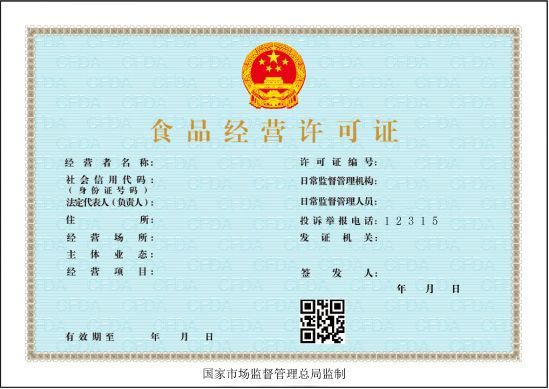 食品经营许可证
经营者名称：
社会信用代码：
（身份证号码）
法定代表人（负责人）：
住所：
经营场所：
主体业态：
经营项目：
有效期至 年 月 日
许可证编号：
日常监督管理机构：
日常监督管理人员：
投诉举报电话：12315
发证机关：
签发人：
年 月 日
国家市场监督管理总局监制
CFDA